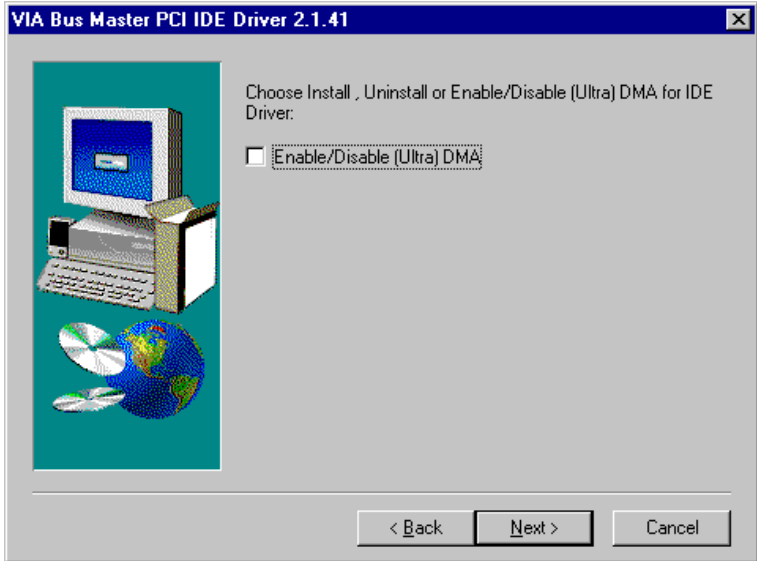 VIA Bus Master PCI IDE Driver 2.1.41
Choose Install , Uninstall or Enable/Disable (Ultra) DMA for IDE
Driver:
Enable/Disable (Ultra) DMA
< Back Next > Cancel